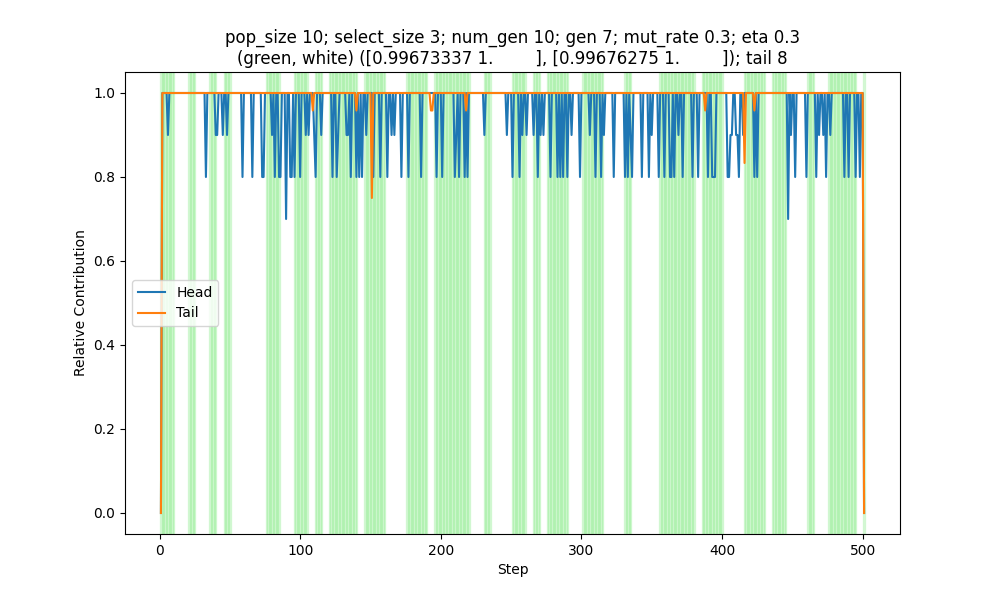 pop_size 10; select_size 3; num_gen 10; gen 7; mut_rate 0.3; eta 0.3
(green, white) ([0.99673337 1.         ], [0.99676275 1.         ]); tail 8
1.0
0.8
0.6
0.4
0.2
0.0
Relative Contribution
Head
Tail
0 100 200 300 400 500
Step